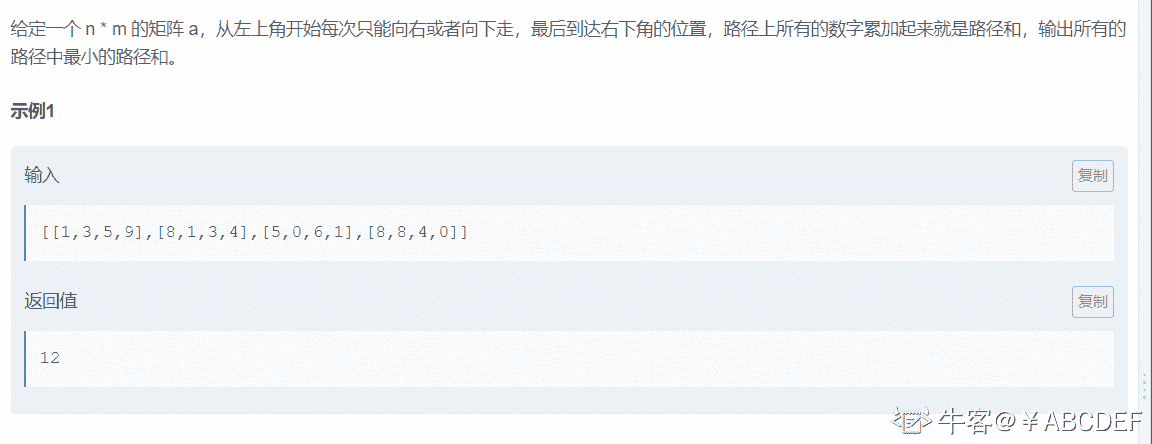 给定一个 n * m 的矩阵 a，从左上角开始每次只能向右或者向下走，最后到达右下角的位置，路径上所有的数字累加起来就是路径和，输出所有的
路径中最小的路径和。
示例1
输入
复制
[[1,3,5,9],[8,1,3,4],[5,0,6,1],[8,8,4,0]]
返回值
复制
12
牛客@￥ABCDEF